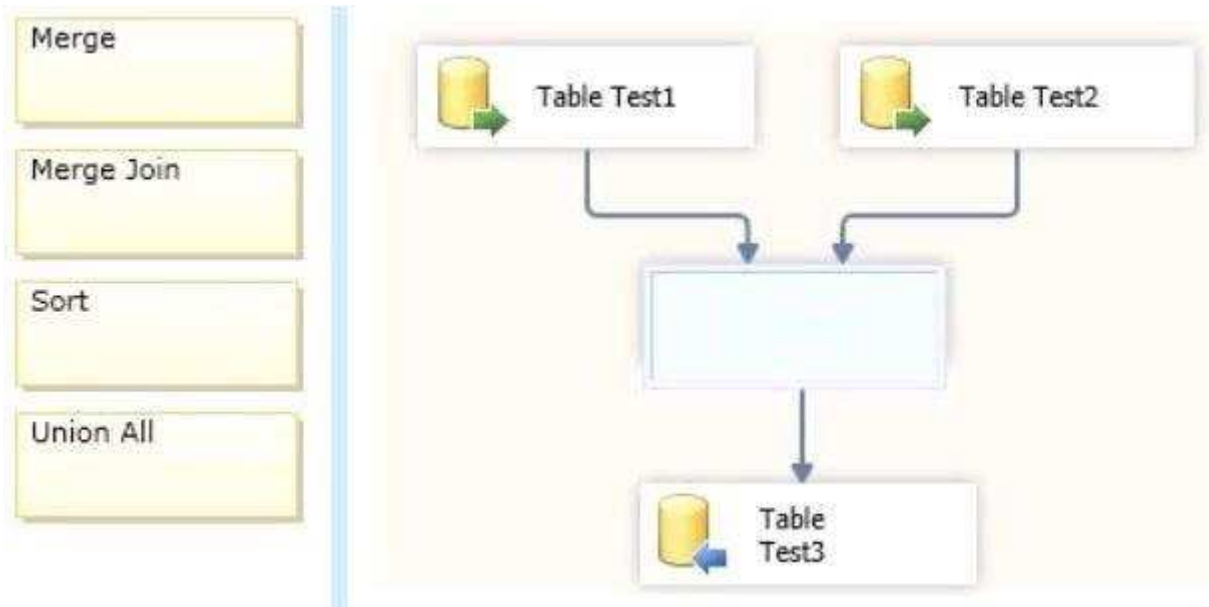 Merge
Merge Join
Sort
Union All
Table Test1
Table Test2
Table
Test3